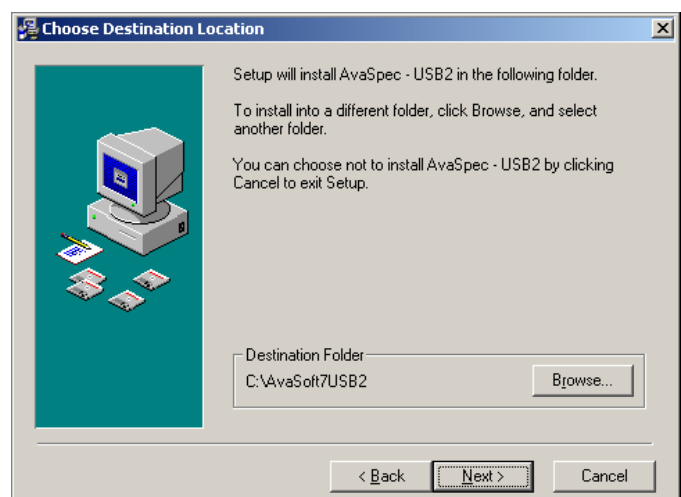 Choose Destination Location
Setup will install AvaSpec - USB2 in the following folder.
To install into a different folder, click Browse, and select
another folder.
You can choose not to install AvaSpec - USB2 by clicking
Cancel to exit Setup.
Destination Folder
C:\AvaSoft7USB2
Browse...
< Back
Next >
Cancel